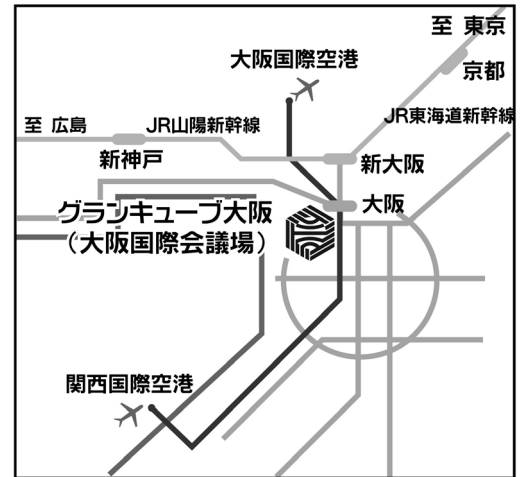 至 東京
大阪国際空港
京都
JR東海道新幹線
至 広島
JR山陽新幹線
新神戸
新大阪
大阪
グランキューブ大阪
（大阪国際会議場）
関西国際空港